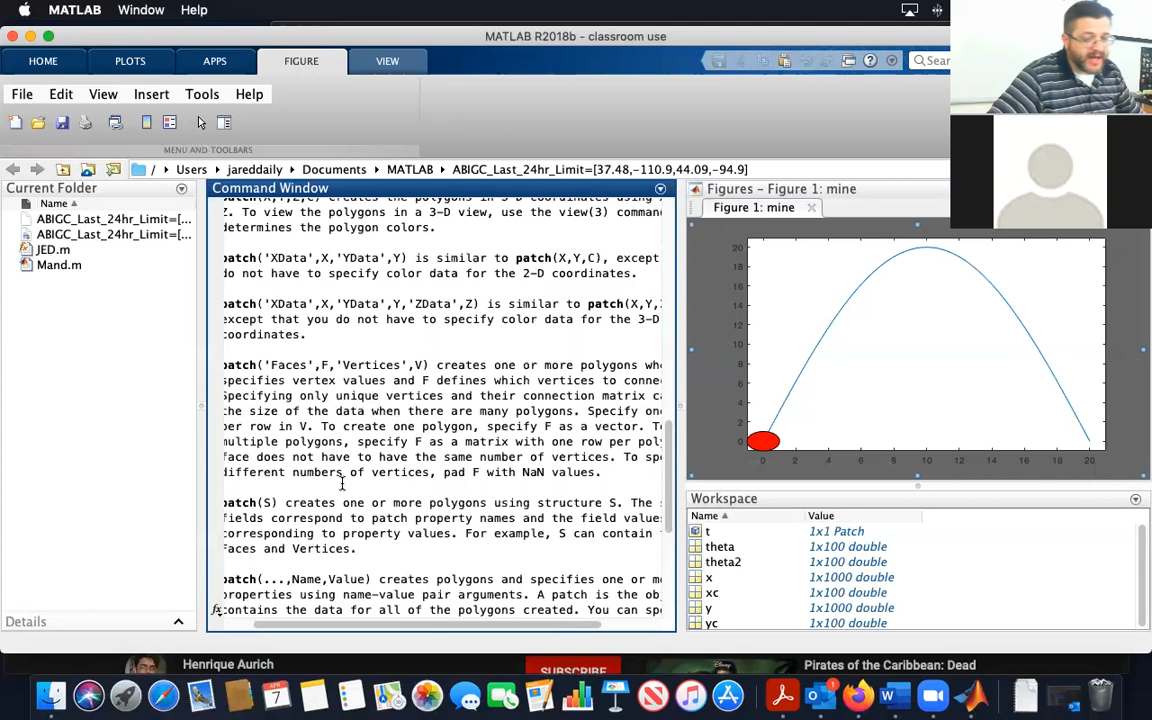 MATLAB Window Help
MATLAB R2018b - classroom use
HOME PLOTS APPS FIGURE VIEW
Sear
File Edit View Insert Tools Help
MENU AND TOOLBARS
/ Users jareddaily Documents MATLAB ABIGC_Last_24hr_Limit=[37.48,-110.9,44.09,-94.9]
Current Folder
Name
ABIGC_Last_24hr_Limit=[...
ABIGC_Last_24hr_Limit=[...
JED.m
Mand.m
Details
Command Window
patch(X,Y,Z,C) creates the polygons in 3-D coordinates using
Z. To view the polygons in a 3-D view, use the view(3) comman
determines the polygon colors.
patch('XData',X,'YData',Y) is similar to patch(X,Y,C), except
do not have to specify color data for the 2-D coordinates.
patch('XData',X,'YData',Y,'ZData',Z) is similar to patch(X,Y,
except that you do not have to specify color data for the 3-D
coordinates.
patch('Faces',F,'Vertices',V) creates one or more polygons wh
specifies vertex values and F defines which vertices to conne
Specifying only unique vertices and their connection matrix c
the size of the data when there are many polygons. Specify on
per row in V. To create one polygon, specify F as a vector. T
multiple polygons, specify F as a matrix with one row per pol
face does not have to have the same number of vertices. To sp
different numbers of vertices, pad F with NaN values.
patch(S) creates one or more polygons using structure S. The
fields correspond to patch property names and the field value
corresponding to property values. For example, S can contain
Faces and Vertices.
patch(...,Name,Value) creates polygons and specifies one or m
properties using name-value pair arguments. A patch is the ob
fx contains the data for all of the polygons created. You can sp
Figures - Figure 1: mine
Figure 1: mine
20
18
16
14
12
10
8
6
4
2
0
0 2 4 6 8 10 12 14 16 18 20
Workspace
Name Value
t 1x1 Patch
theta 1x100 double
theta2 1x100 double
x 1x1000 double
xc 1x100 double
y 1x1000 double
yc 1x100 double
Henrique Aurich
SUBSCRIBE
Disney
Pirates of the Caribbean: Dead
APR
7
1